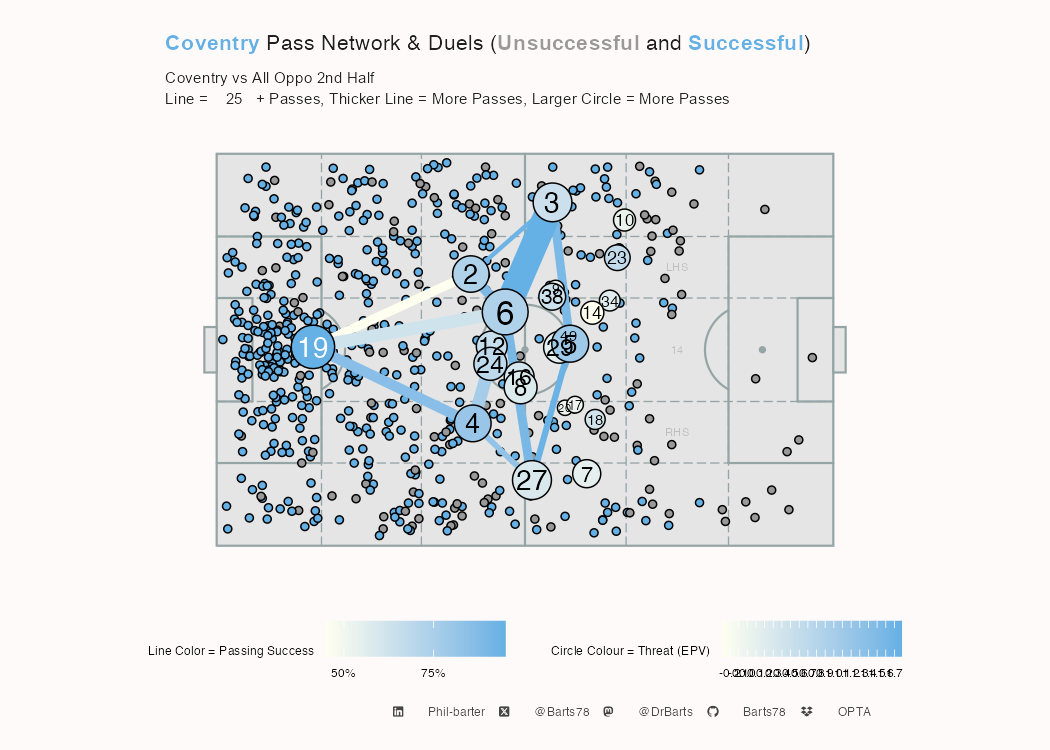 Coventry Pass Network & Duels (Unsuccessful and Successful)
Coventry vs All Oppo 2nd Half
Line = 25 + Passes, Thicker Line = More Passes, Larger Circle = More Passes
3
10
23
LHS
2
38
34
6
14
19
12
29
14
24
16
8
17
18
4
RHS
7
27
Line Color = Passing Success
50% 75%
Circle Colour = Threat (EPV)
Phil-barter @Barts78 @DrBarts Barts78 OPTA